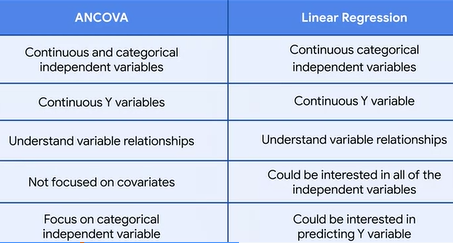 ANCOVA
Linear Regression
Continuous and categorical
independent variables
Continuous categorical
independent variables
Continuous Y variables
Continuous Y variable
Understand variable relationships
Understand variable relationships
Not focused on covariates
Could be interested in all of the
independent variables
Focus on categorical
independent variable
Could be interested in
predicting Y variable